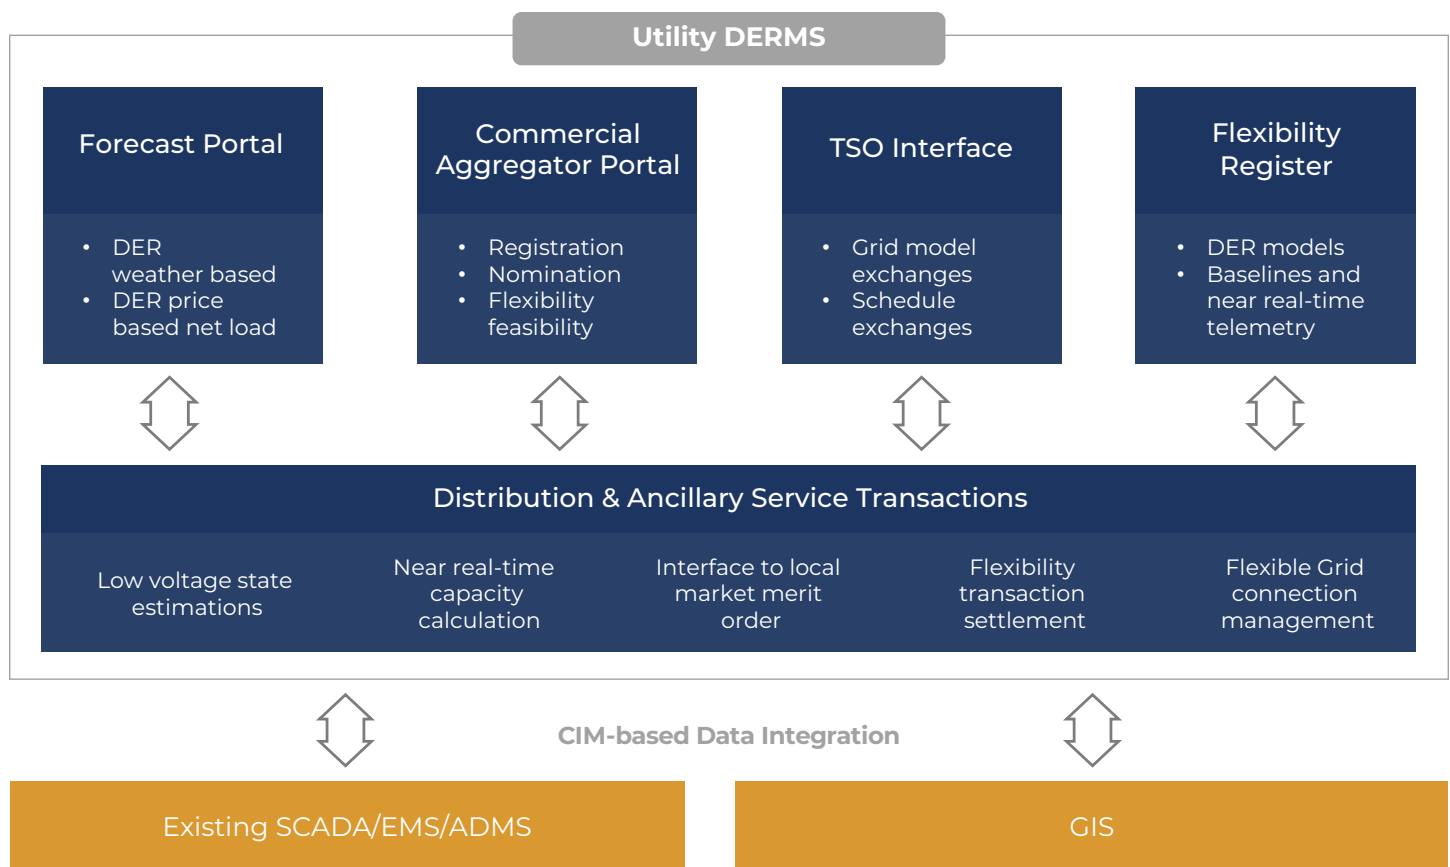 Utility DERMS
Forecast Portal
• DER
weather based
• DER price
based net load
Commercial
Aggregator Portal
• Registration
• Nomination
• Flexibility
feasibility
TSO Interface
• Grid model
exchanges
• Schedule
exchanges
Flexibility
Register
• DER models
• Baselines and
near real-time
telemetry
Distribution & Ancillary Service Transactions
Low voltage state
estimations
Near real-time
capacity
calculation
Interface to local
market merit
order
Flexibility
transaction
settlement
Flexible Grid
connection
management
CIM-based Data Integration
Existing SCADA/EMS/ADMS
GIS